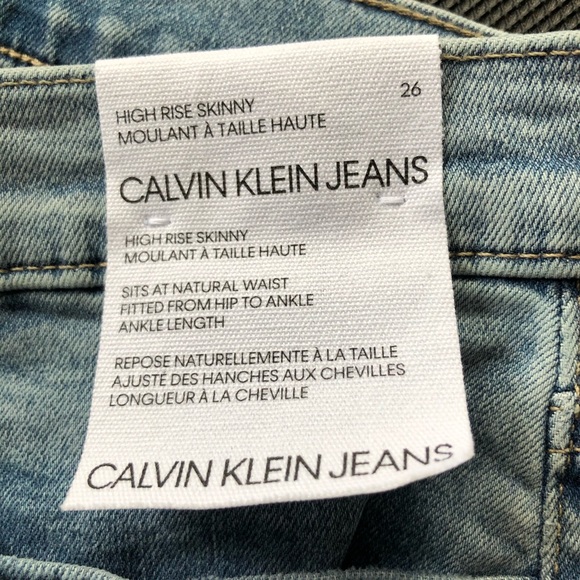 26
HIGH RISE SKINNY
MOULANT À TAILLE HAUTE
CALVIN KLEIN JEANS
HIGH RISE SKINNY
MOULANT À TAILLE HAUTE
SITS AT NATURAL WAIST
FITTED FROM HIP TO ANKLE
ANKLE LENGTH
REPOSE NATURELLEMENTE À LA TAILLE
AJUSTÉ DES HANCHES AUX CHEVILLES
LONGUEUR À LA CHEVILLE
CALVIN KLEIN JEANS